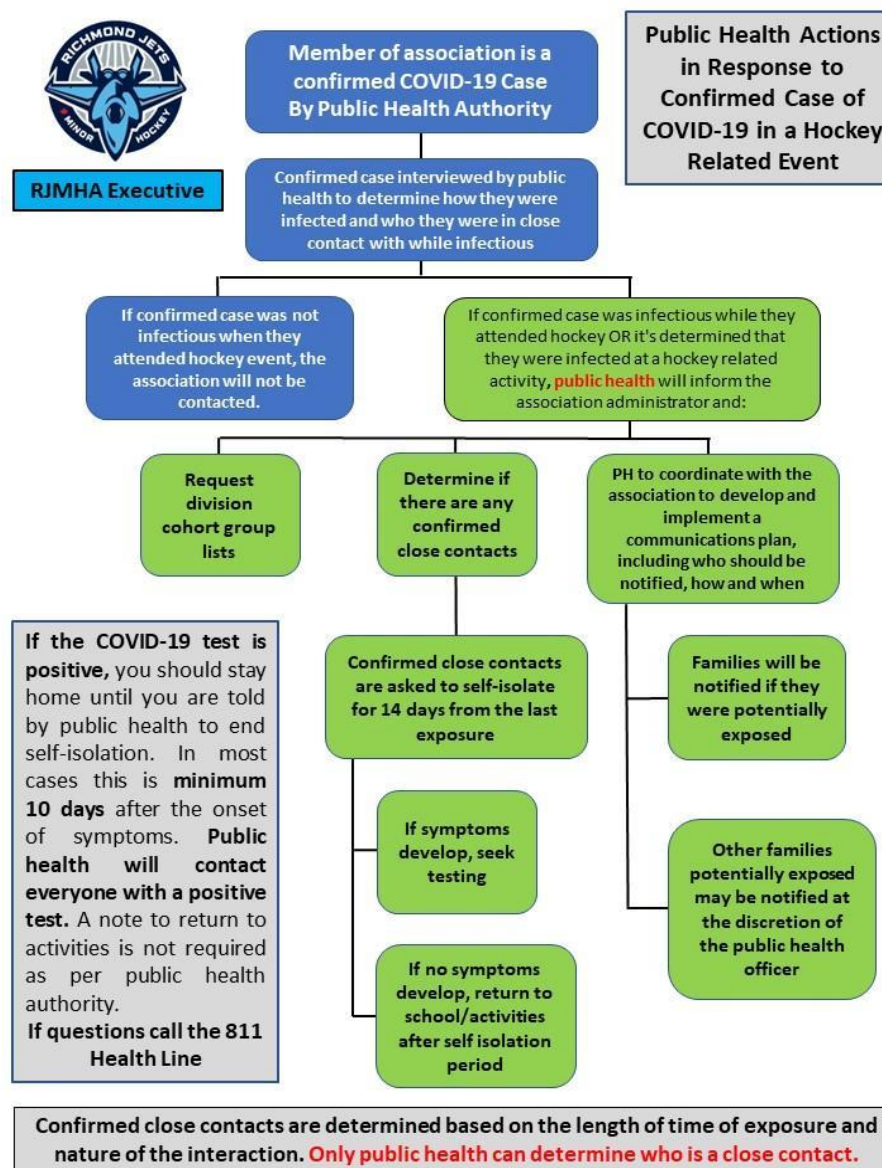 RICHMOND JETS
MINOR HOCKEY
RJMHA Executive
Member of association is a
confirmed COVID-19 Case
By Public Health Authority
Public Health Actions
in Response to
Confirmed Case of
COVID-19 in a Hockey
Related Event
Confirmed case interviewed by public
health to determine how they were
infected and who they were in close
contact with while infectious
If confirmed case was not
infectious when they
attended hockey event, the
association will not be
contacted.
If confirmed case was infectious while they
attended hockey OR it's determined that
they were infected at a hockey related
activity, public health will inform the
association administrator and:
Request
division
cohort group
lists
Determine if
there are any
confirmed
close contacts
PH to coordinate with the
association to develop and
implement a
communications plan,
including who should be
notified, how and when
If the COVID-19 test is
positive, you should stay
home until you are told
by public health to end
self-isolation. In most
cases this is minimum
10 days after the onset
of symptoms. Public
health will contact
everyone with a positive
test. A note to return to
activities is not required
as per public health
authority.
If questions call the 811
Health Line
Confirmed close contacts
are asked to self-isolate
for 14 days from the last
exposure
If symptoms
develop, seek
testing
If no symptoms
develop, return to
school/activities
after self isolation
period
Families will be
notified if they
were potentially
exposed
Other families
potentially exposed
may be notified at
the discretion of
the public health
officer
Confirmed close contacts are determined based on the length of time of exposure and
nature of the interaction. Only public health can determine who is a close contact.